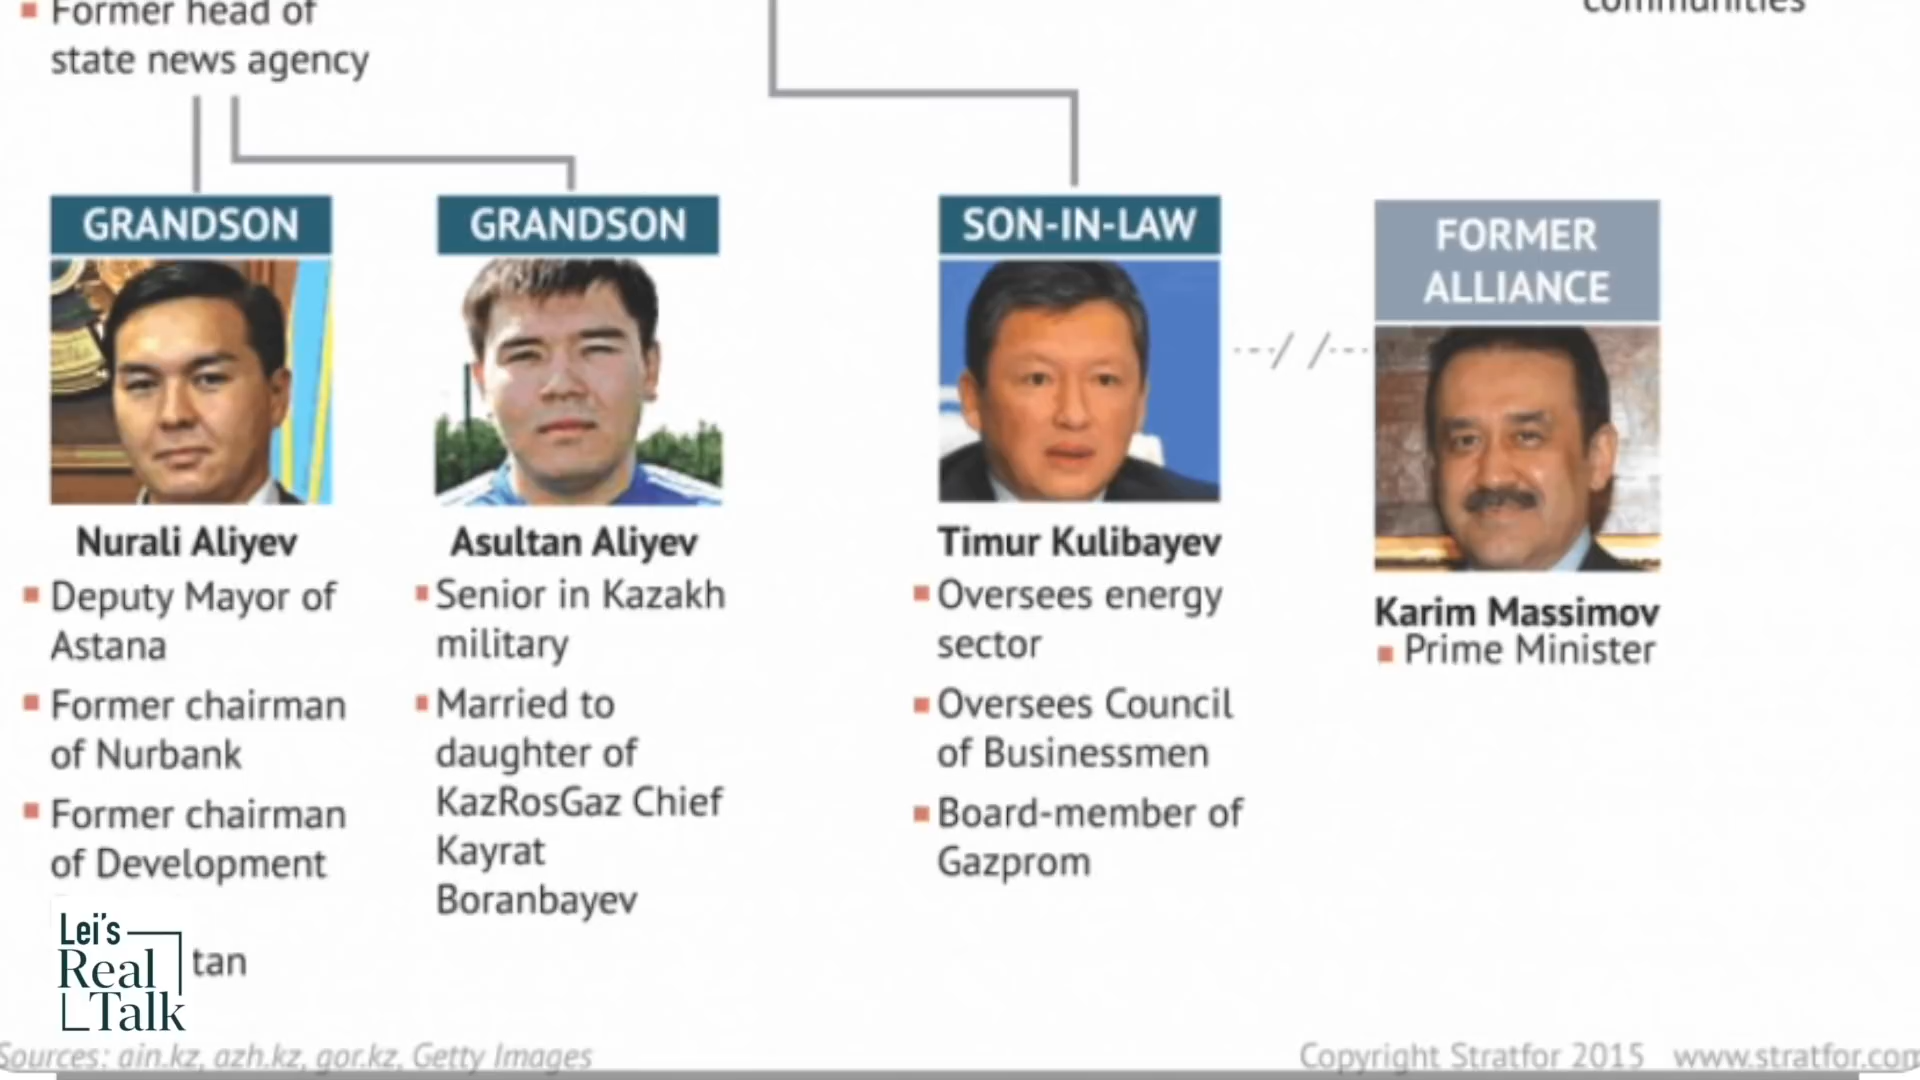 Former head of
state news agency
communities
GRANDSON
Nurali Aliyev
Deputy Mayor of
Astana
Former chairman
of Nurbank
Former chairman
of Development
tan
GRANDSON
Asultan Aliyev
Senior in Kazakh
military
Married to
daughter of
KazRosGaz Chief
Kayrat
Boranbayev
SON-IN-LAW
Timur Kulibayev
Oversees energy
sector
Oversees Council
of Businessmen
Board-member of
Gazprom
FORMER
ALLIANCE
Karim Massimov
Prime Minister
Lei's
Real
Talk
Sources: ain.kz, azh.kz, gor.kz, Getty Images
Copyright Stratfor 2015 www.stratfor.com